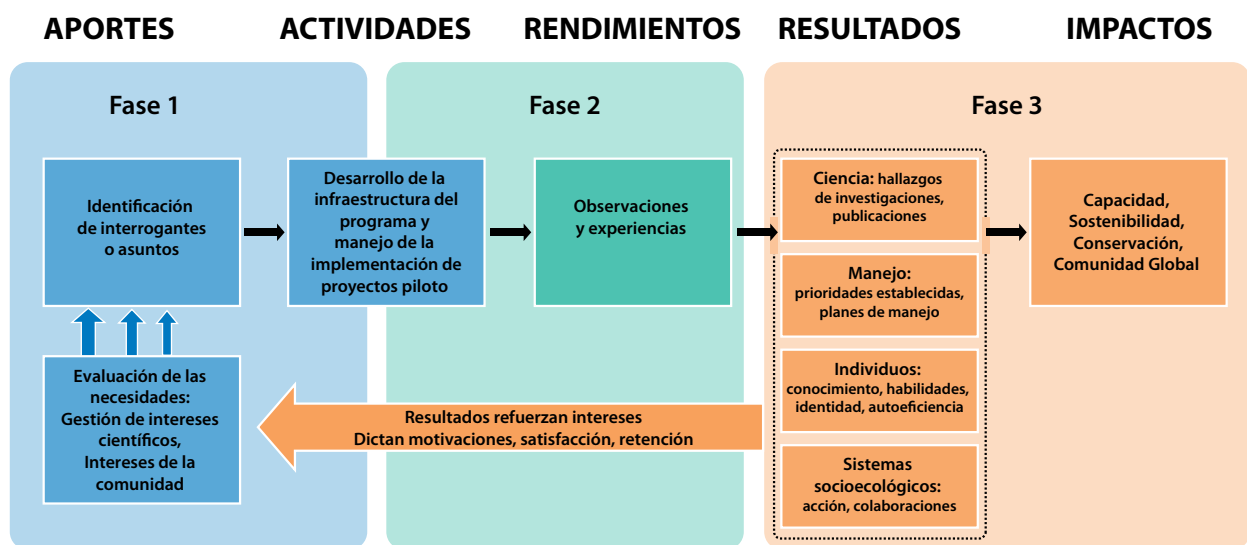 APORTES
ACTIVIDADES
RENDIMIENTOS
RESULTADOS
IMPACTOS
Fase 1
Fase 2
Fase 3
Identificación
de interrogantes
o asuntos
Desarrollo de la
infraestructura del
programa y
manejo de la
implementación de
proyectos piloto
Observaciones
y experiencias
Ciencia: hallazgos
de investigaciones,
publicaciones
Manejo:
prioridades establecidas,
planes de manejo
Individuos:
conocimiento, habilidades,
identidad, autoeficiencia
Sistemas
socioecológicos:
acción, colaboraciones
Capacidad,
Sostenibilidad,
Conservación,
Comunidad Global
Evaluación de las
necesidades:
Gestión de intereses
científicos,
Intereses de la
comunidad
Resultados refuerzan intereses
Dictan motivaciones, satisfacción, retención